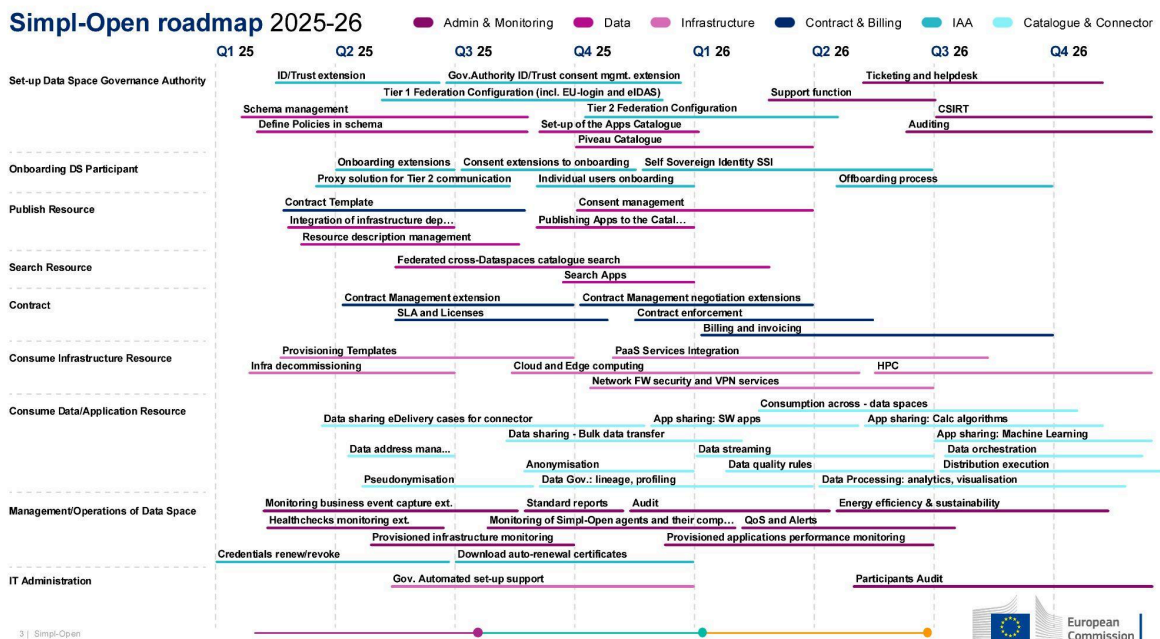 Simpl-Open roadmap 2025-26
Admin & Monitoring Data Infrastructure Contract & Billing IAA Catalogue & Connector
Q1 25 Q2 25 Q3 25 Q4 25 Q1 26 Q2 26 Q3 26 Q4 26
Set-up Data Space Governance Authority
ID/Trust extension Gov.Authority ID/Trust consent mgmt. extension Ticketing and helpdesk
Tier 1 Federation Configuration (incl. EU-login and eIDAS) Support function
Schema management Tier 2 Federation Configuration CSIRT
Define Policies in schema Set-up of the Apps Catalogue Auditing
Piveau Catalogue
Onboarding DS Participant
Onboarding extensions Consent extensions to onboarding Self Sovereign Identity SSI
Proxy solution for Tier 2 communication Individual users onboarding Offboarding process
Publish Resource
Contract Template Consent management
Integration of infrastructure dep... Publishing Apps to the Catal...
Resource description management
Search Resource
Federated cross-Dataspaces catalogue search
Search Apps
Contract
Contract Management extension Contract Management negotiation extensions
SLA and Licenses Contract enforcement
Billing and invoicing
Consume Infrastructure Resource
Provisioning Templates PaaS Services Integration
Infra decommissioning Cloud and Edge computing HPC
Network FW security and VPN services
Consume Data/Application Resource
Consumption across - data spaces
Data sharing eDelivery cases for connector App sharing: SW apps App sharing: Calc algorithms
Data sharing - Bulk data transfer App sharing: Machine Learning
Data address mana... Data streaming Data orchestration
Anonymisation Data quality rules Distribution execution
Pseudonymisation Data Gov.: lineage, profiling Data Processing: analytics, visualisation
Management/Operations of Data Space
Monitoring business event capture ext. Standard reports Audit Energy efficiency & sustainability
Healthchecks monitoring ext. Monitoring of Simpl-Open agents and their comp... QoS and Alerts
Provisioned infrastructure monitoring Provisioned applications performance monitoring
Credentials renew/revoke Download auto-renewal certificates
IT Administration
Gov. Automated set-up support Participants Audit
3 | Simpl-Open
European
Commission